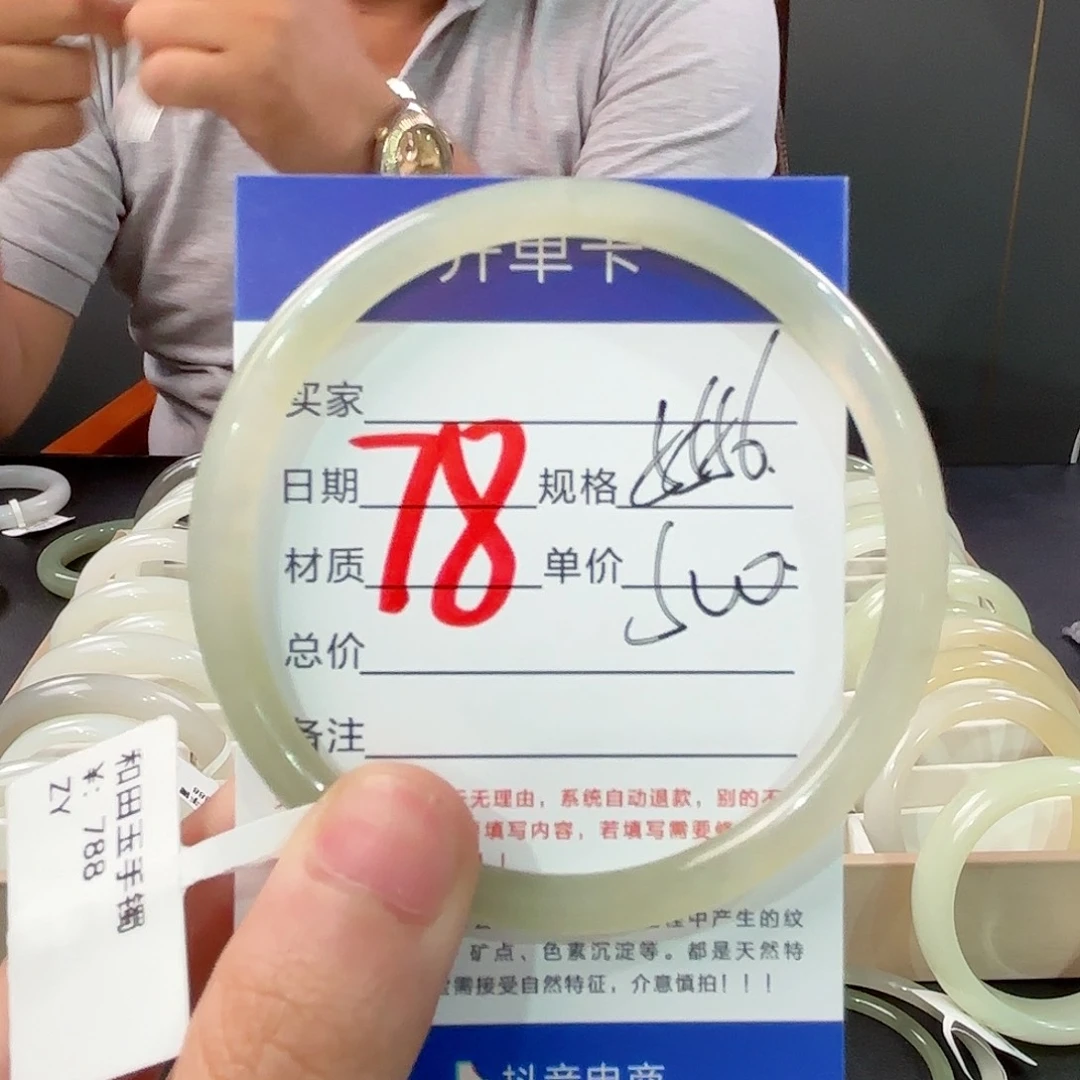 开单卡
买家
日期 78 规格
材质 单价 500
总价
备注
无理由，系统自动退款，别的不
填写内容，若填写需要修
！！
中产生的纹
矿点、色素沉淀等。都是天然特
需接受自然特征，介意慎拍！！！
抖音电商
和田玉手镯
¥: 788
ZY